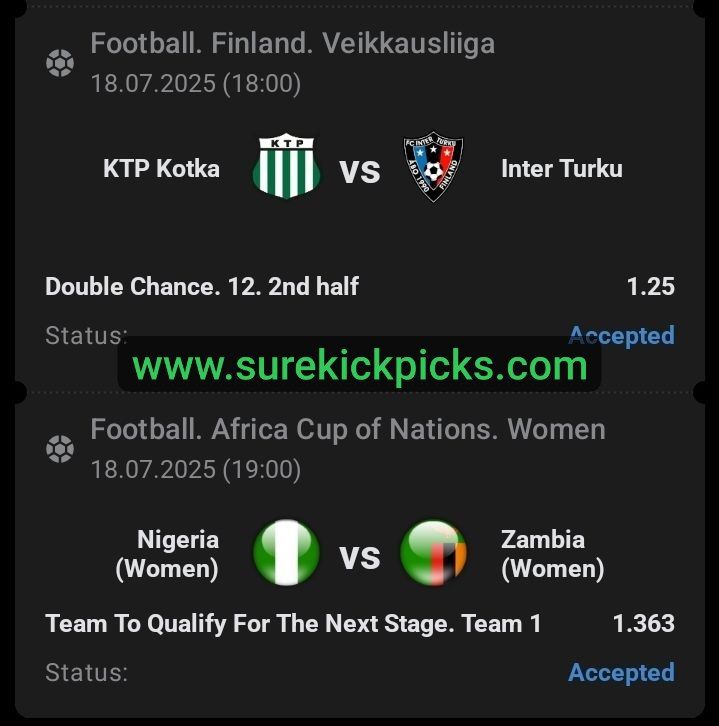 Football. Finland. Veikkausliiga
18.07.2025 (18:00)
KTP Kotka
KTP
vs
FC INTER TURKU
ÅBO 1990
FINLAND
Inter Turku
Double Chance. 12. 2nd half
1.25
Status:
Accepted
www.surekickpicks.com
Football. Africa Cup of Nations. Women
18.07.2025 (19:00)
Nigeria
(Women)
vs
Zambia
(Women)
Team To Qualify For The Next Stage. Team 1
1.363
Status:
Accepted